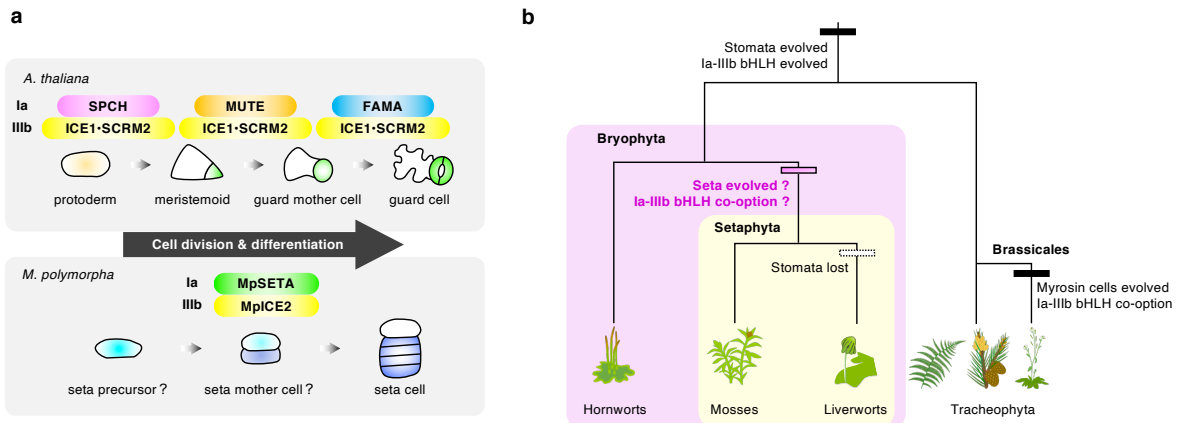 a
A. thaliana
Ia SPCH MUTE FAMA
IIIb ICE1•SCRM2 ICE1•SCRM2 ICE1•SCRM2
protoderm meristemoid guard mother cell guard cell
Cell division & differentiation
M. polymorpha
Ia MpSETA
IIIb MpICE2
seta precursor ? seta mother cell ? seta cell
b
Stomata evolved
Ia-IIIb bHLH evolved
Bryophyta
Seta evolved ?
Ia-IIIb bHLH co-option ?
Setaphyta
Stomata lost
Brassicales
Myrosin cells evolved
Ia-IIIb bHLH co-option
Hornworts Mosses Liverworts Tracheophyta